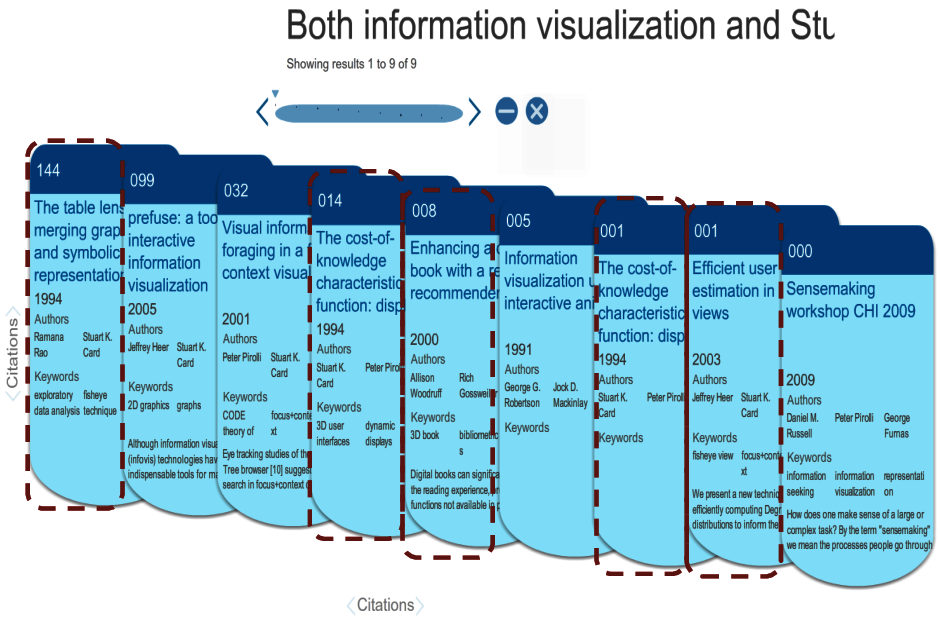 Both information visualization and Stu
Showing results 1 to 9 of 9
144
The table lens
merging grap
and symbolic
representation
1994
Authors
Ramana Rao
Stuart K. Card
Keywords
exploratory data analysis
fisheye technique
099
prefuse: a too
interactive
information
visualization
2005
Authors
Jeffrey Heer
Stuart K. Card
Keywords
2D graphics graphs
Although information visua
(infovis) technologies have
indispensable tools for ma
032
Visual inform
foraging in a
context visua
2001
Authors
Peter Pirolli
Stuart K. Card
Keywords
CODE theory of
focus+conte xt
Eye tracking studies of the
Tree browser [10] suggest
search in focus+context
014
The cost-of-
knowledge
characteristic
function: disp
1994
Authors
Stuart K. Card
Peter Pirol
Keywords
3D user interfaces
dynamic displays
008
Enhancing a
book with a re
recommender
2000
Authors
Allison Woodruff
Rich Gossweiler
Keywords
3D book
bibliometric s
Digital books can significa
the reading experience, pr
functions not available in p
005
Information
visualization u
interactive ani
1991
Authors
George G. Robertson
Jock D. Mackinlay
Keywords
001
The cost-of-
knowledge
characteristic
function: disp
1994
Authors
Stuart K. Card
Peter Pirolli
Keywords
001
Efficient user
estimation in
views
2003
Authors
Jeffrey Heer
Stuart K. Card
Keywords
fisheye view
focus+cont xt
We present a new techniq
efficiently computing Degr
distributions to inform the
000
Sensemaking
workshop CHI 2009
2009
Authors
Daniel M. Russell
Peter Pirolli
George Furnas
Keywords
information seeking
information visualization
representati on
How does one make sense of a large or
complex task? By the term "sensemaking"
we mean the processes people go through
Citations
Citations